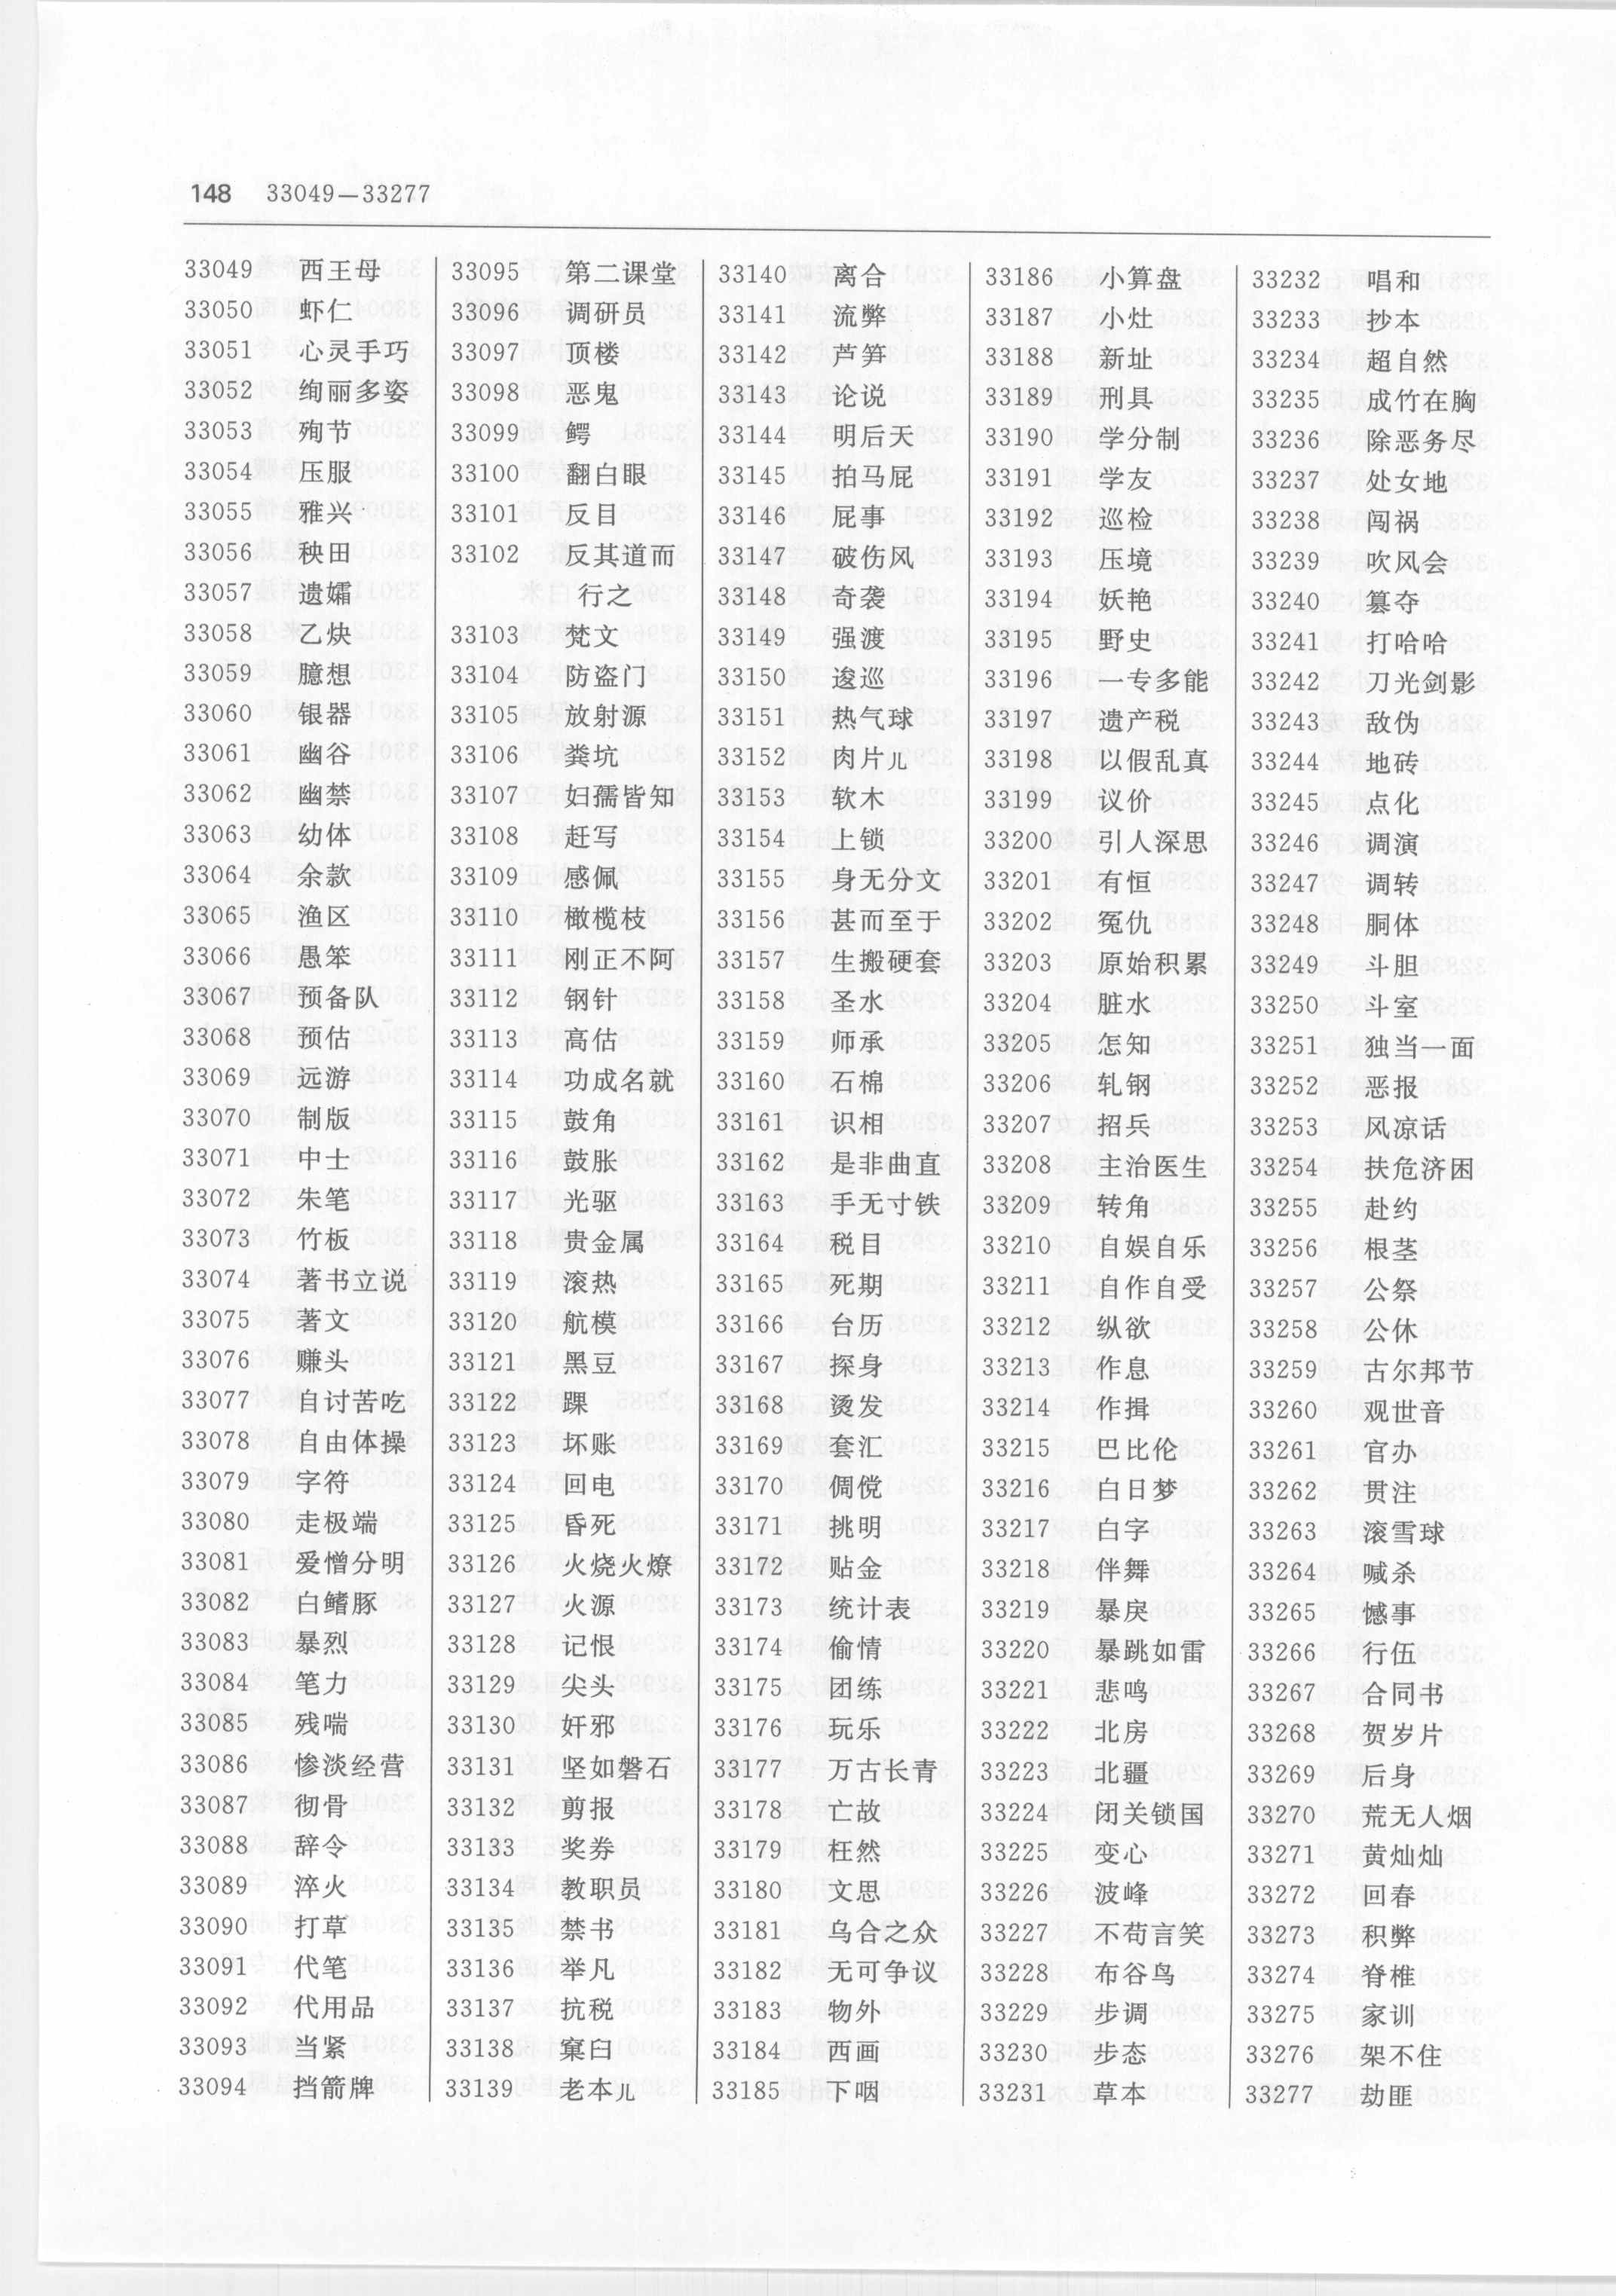 148 33049—33277
33049 西王母
33050 虾仁
33051 心灵手巧
33052 绚丽多姿
33053 殉节
33054 压服
33055 雅兴
33056 秧田
33057 遗孀
33058 乙炔
33059 臆想
33060 银器
33061 幽谷
33062 幽禁
33063 幼体
33064 余款
33065 渔区
33066 愚笨
33067 预备队
33068 预估
33069 远游
33070 制版
33071 中士
33072 朱笔
33073 竹板
33074 著书立说
33075 著文
33076 赚头
33077 自讨苦吃
33078 自由体操
33079 字符
33080 走极端
33081 爱憎分明
33082 白鳍豚
33083 暴烈
33084 笔力
33085 残喘
33086 惨淡经营
33087 彻骨
33088 辞令
33089 淬火
33090 打草
33091 代笔
33092 代用品
33093 当紧
33094 挡箭牌
33095 第二课堂
33096 调研员
33097 顶楼
33098 恶鬼
33099 鳄
33100 翻白眼
33101 反目
33102 反其道而
行之
33103 梵文
33104 防盗门
33105 放射源
33106 粪坑
33107 妇孺皆知
33108 赶写
33109 感佩
33110 橄榄枝
33111 刚正不阿
33112 钢针
33113 高估
33114 功成名就
33115 鼓角
33116 鼓胀
33117 光驱
33118 贵金属
33119 滚热
33120 航模
33121 黑豆
33122 踝
33123 坏账
33124 回电
33125 昏死
33126 火烧火燎
33127 火源
33128 记恨
33129 尖头
33130 奸邪
33131 坚如磐石
33132 剪报
33133 奖券
33134 教职员
33135 禁书
33136 举凡
33137 抗税
33138 窠臼
33139 老本儿
33140 离合
33141 流弊
33142 芦笋
33143 论说
33144 明后天
33145 拍马屁
33146 屁事
33147 破伤风
33148 奇袭
33149 强渡
33150 逡巡
33151 热气球
33152 肉片儿
33153 软木
33154 上锁
33155 身无分文
33156 甚而至于
33157 生搬硬套
33158 圣水
33159 师承
33160 石棉
33161 识相
33162 是非曲直
33163 手无寸铁
33164 税目
33165 死期
33166 台历
33167 探身
33168 烫发
33169 套汇
33170 倜傥
33171 挑明
33172 贴金
33173 统计表
33174 偷情
33175 团练
33176 玩乐
33177 万古长青
33178 亡故
33179 枉然
33180 文思
33181 乌合之众
33182 无可争议
33183 物外
33184 西画
33185 下咽
33186 小算盘
33187 小灶
33188 新址
33189 刑具
33190 学分制
33191 学友
33192 巡检
33193 压境
33194 妖艳
33195 野史
33196 一专多能
33197 遗产税
33198 以假乱真
33199 议价
33200 引人深思
33201 有恒
33202 冤仇
33203 原始积累
33204 脏水
33205 怎知
33206 轧钢
33207 招兵
33208 主治医生
33209 转角
33210 自娱自乐
33211 自作自受
33212 纵欲
33213 作息
33214 作揖
33215 巴比伦
33216 白日梦
33217 白字
33218 伴舞
33219 暴戾
33220 暴跳如雷
33221 悲鸣
33222 北房
33223 北疆
33224 闭关锁国
33225 变心
33226 波峰
33227 不苟言笑
33228 布谷鸟
33229 步调
33230 步态
33231 草本
33232 唱和
33233 抄本
33234 超自然
33235 成竹在胸
33236 除恶务尽
33237 处女地
33238 闯祸
33239 吹风会
33240 篡夺
33241 打哈哈
33242 刀光剑影
33243 敌伪
33244 地砖
33245 点化
33246 调演
33247 调转
33248 胴体
33249 斗胆
33250 斗室
33251 独当一面
33252 恶报
33253 风凉话
33254 扶危济困
33255 赴约
33256 根茎
33257 公祭
33258 公休
33259 古尔邦节
33260 观世音
33261 官办
33262 贯注
33263 滚雪球
33264 喊杀
33265 憾事
33266 行伍
33267 合同书
33268 贺岁片
33269 后身
33270 荒无人烟
33271 黄灿灿
33272 回春
33273 积弊
33274 脊椎
33275 家训
33276 架不住
33277 劫匪